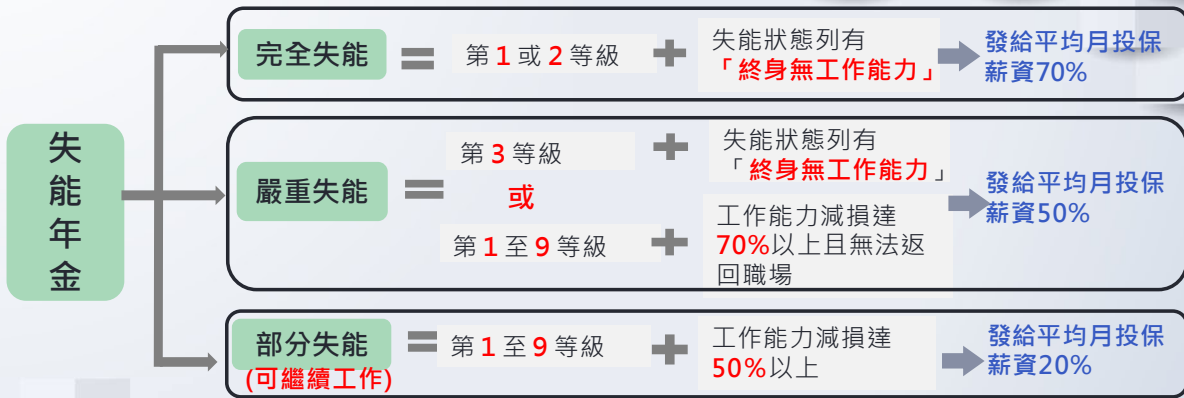 失能年金
完全失能
=
第1或2等級
+
失能狀態列有
「終身無工作能力」
發給平均月投保
薪資70%
嚴重失能
=
第3等級
+
失能狀態列有
「終身無工作能力」
或
第1至9等級
+
工作能力減損達
70%以上且無法返
回職場
發給平均月投保
薪資50%
部分失能
(可繼續工作)
=
第1至9等級
+
工作能力減損達
50%以上
發給平均月投保
薪資20%